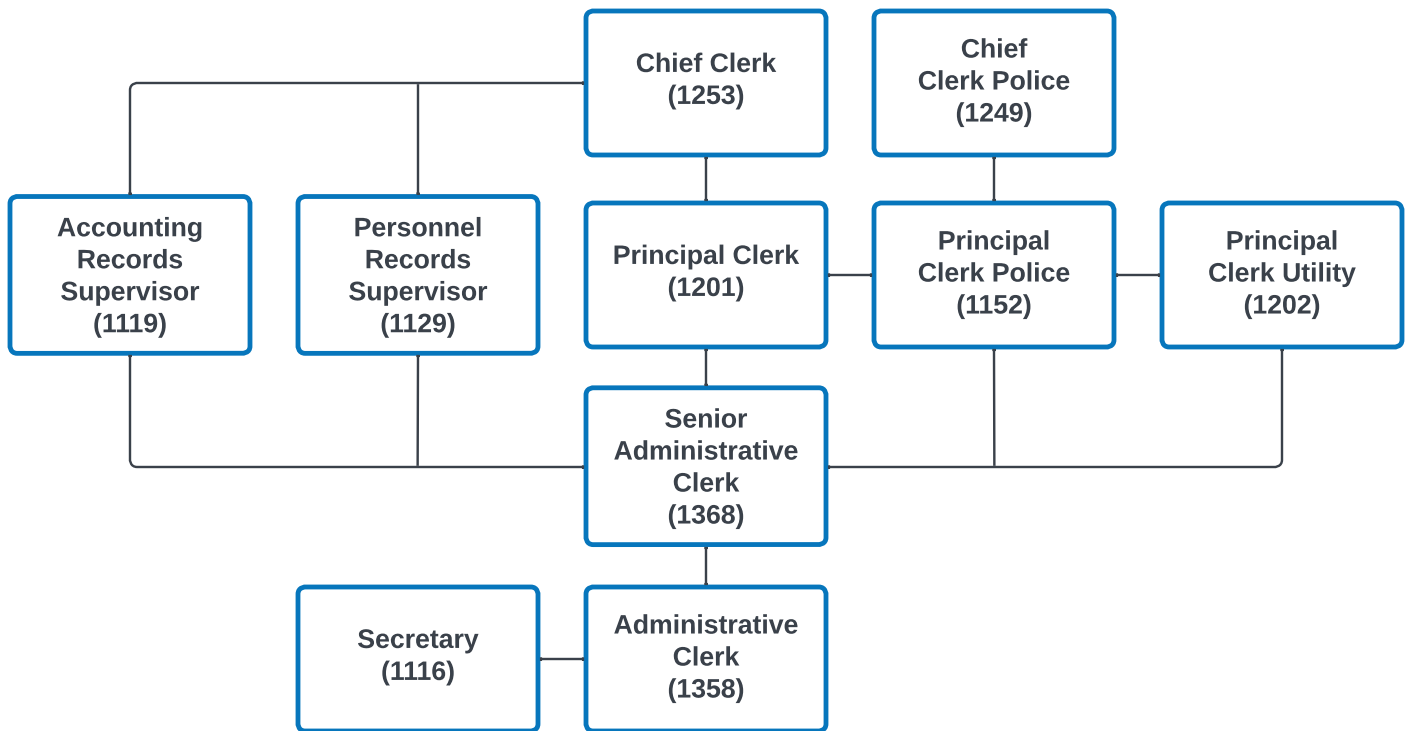 Chief Clerk
(1253)
Chief
Clerk Police
(1249)
Accounting
Records
Supervisor
(1119)
Personnel
Records
Supervisor
(1129)
Principal Clerk
(1201)
Principal
Clerk Police
(1152)
Principal
Clerk Utility
(1202)
Senior
Administrative
Clerk
(1368)
Secretary
(1116)
Administrative
Clerk
(1358)